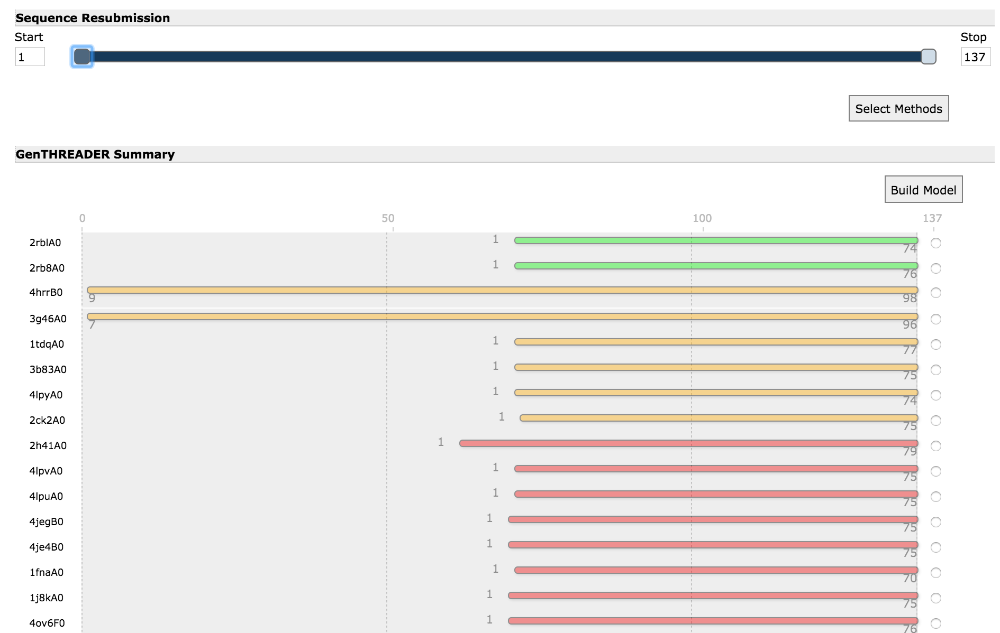 Sequence Resubmission
Start
Stop
1
137
Select Methods
GenTHREADER Summary
Build Model
0 50 100 137
2rblA0 1 74
2rb8A0 1 76
4hrrB0 9 98
3g46A0 7 96
1tdqA0 1 77
3b83A0 1 75
4lpyA0 1 74
2ck2A0 1 75
2h41A0 1 79
4lpvA0 1 75
4lpuA0 1 75
4jegB0 1 75
4je4B0 1 75
1fnaA0 1 70
1j8kA0 1 75
4ov6F0 1 76